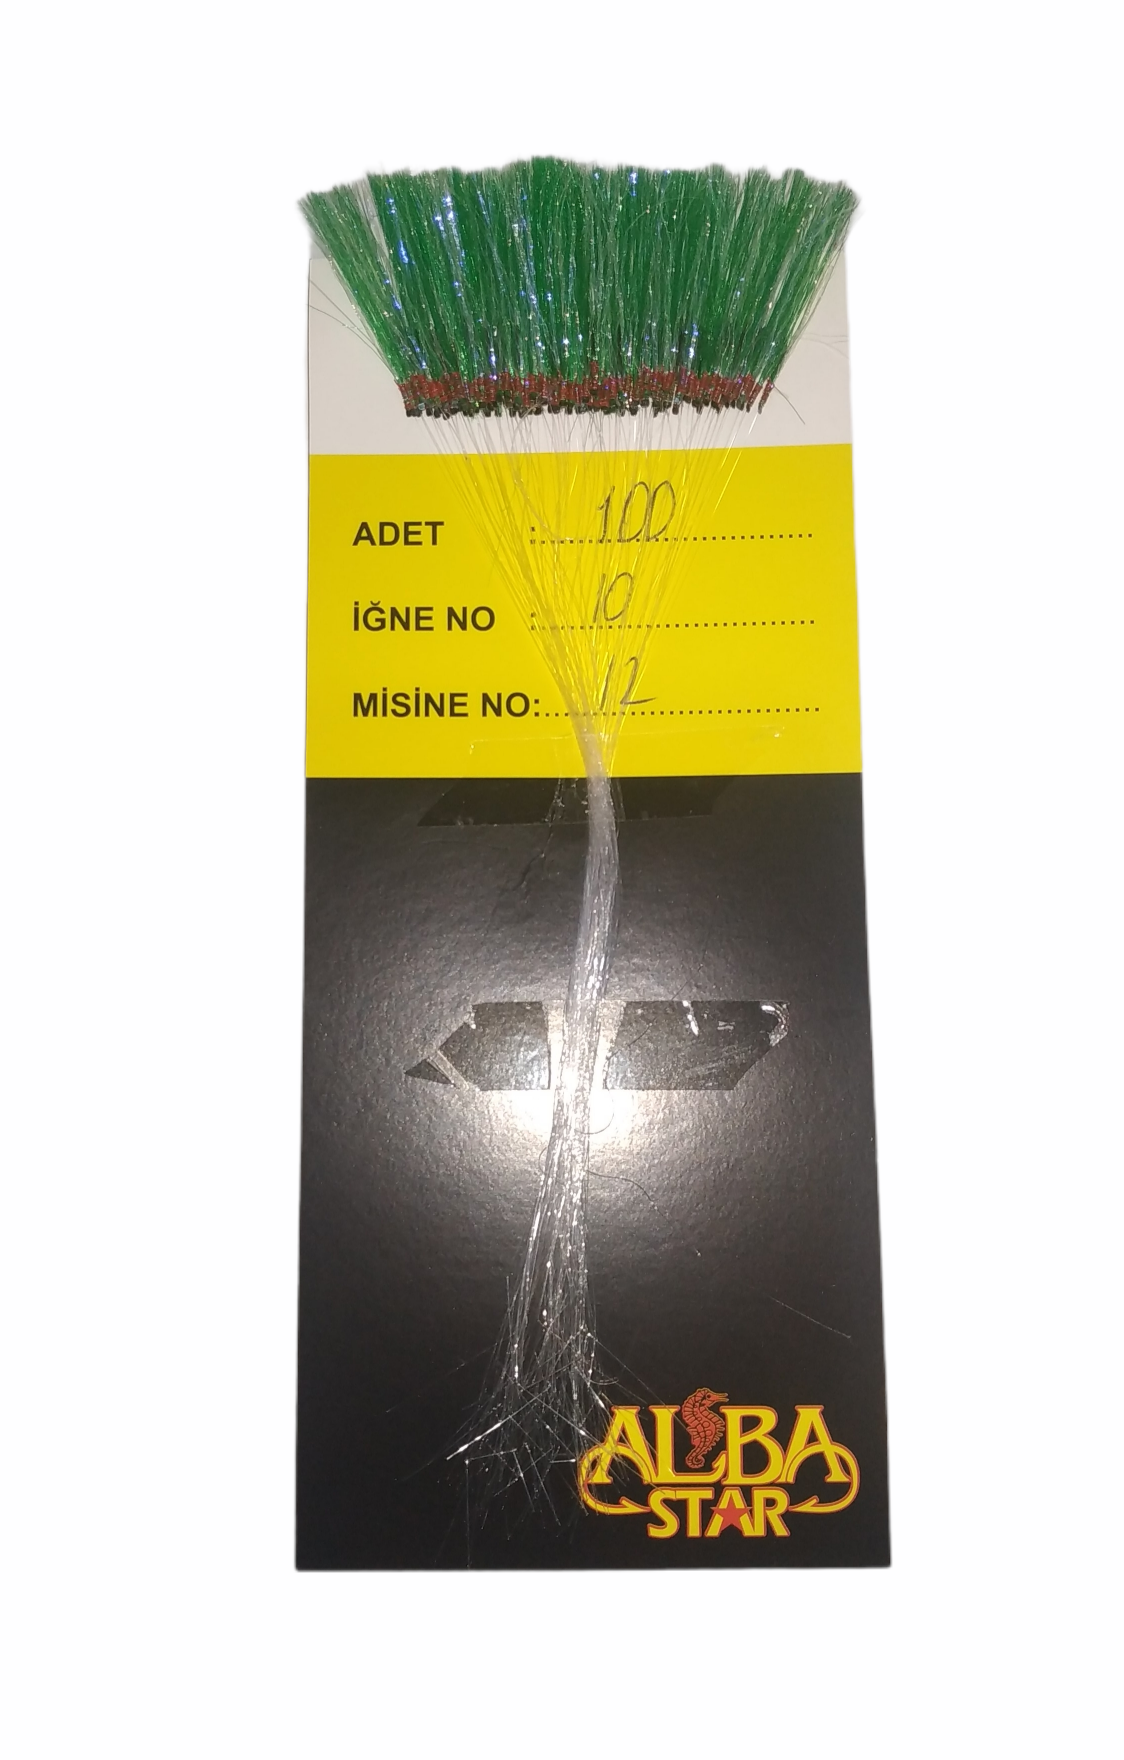 ADET : 100
İĞNE NO : 10
MİSİNE NO: 12
ALBA
STAR